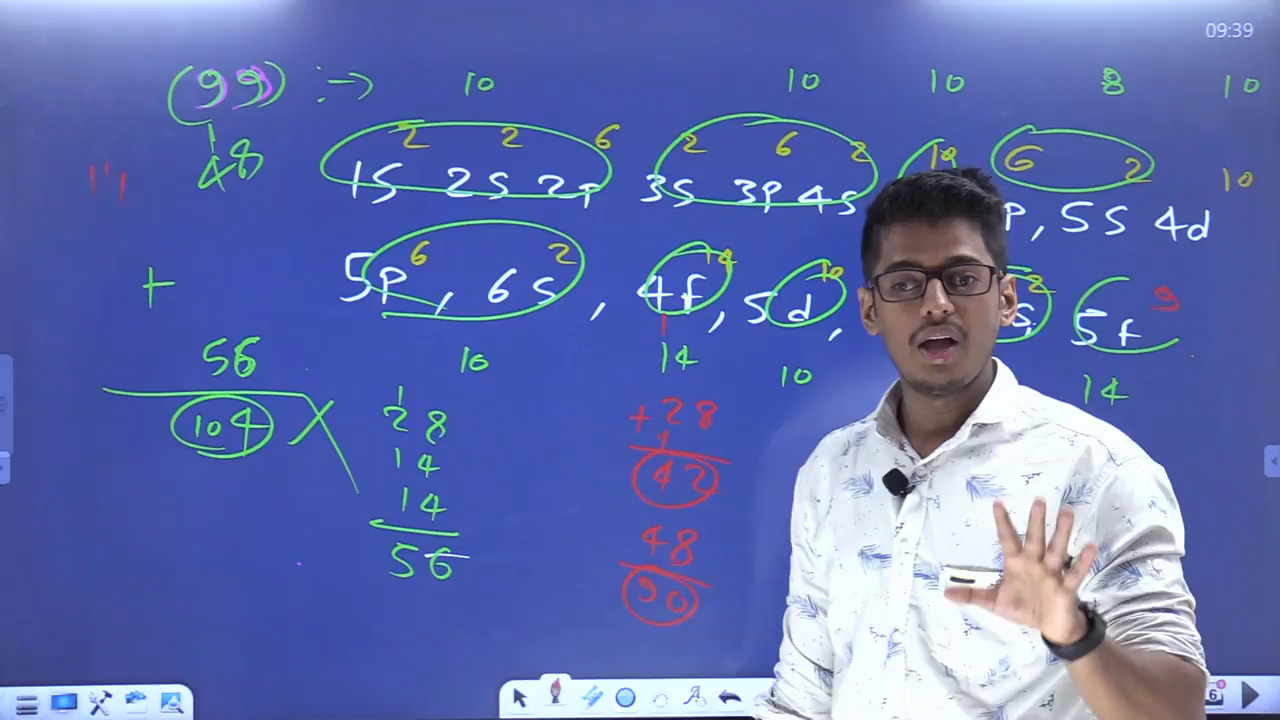 09:39
(99) :→ 10 10 10 8 10
48 2 2 6 2 6 2 10 6 2 10
1s 2s 2p 3s 3p 4s p, 5s 4d
+ 5p 6, 6s 2, 4f 14, 5d 10, s 2 5f 9
56 10 14 10 14
104 28 + 28
14 42
14 48
56 90